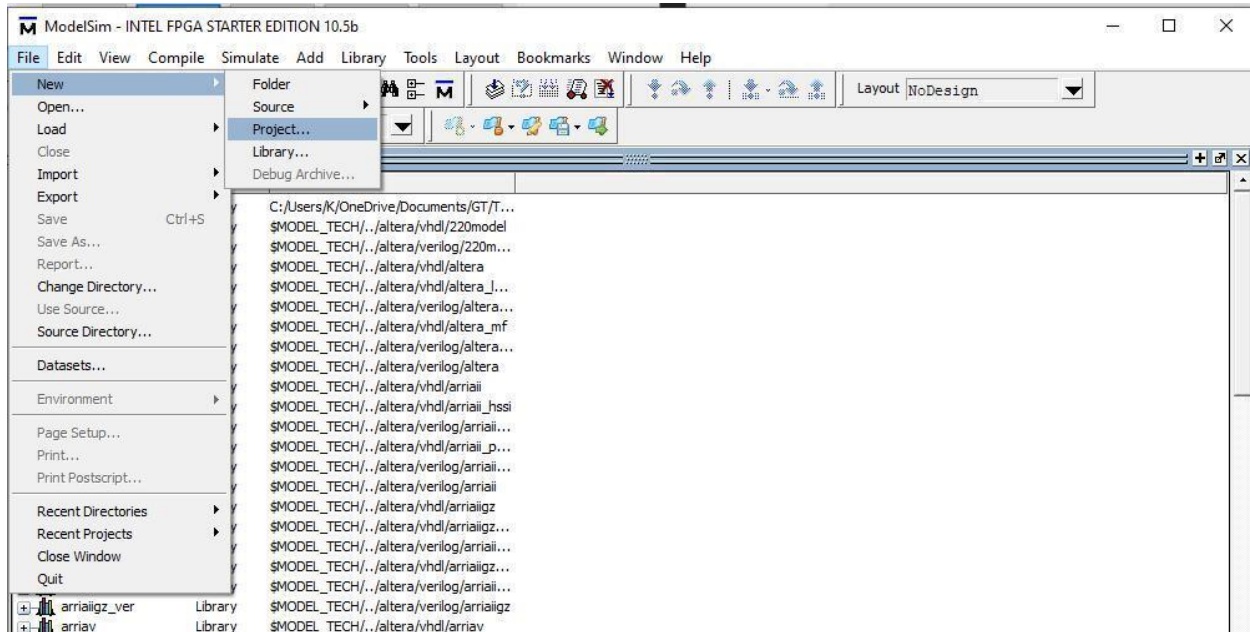 ModelSim - INTEL FPGA STARTER EDITION 10.5b
File Edit View Compile Simulate Add Library Tools Layout Bookmarks Window Help
Layout NoDesign
New
Open...
Load
Close
Import
Export
Save Ctrl+S
Save As...
Report...
Change Directory...
Use Source...
Source Directory...
Datasets...
Environment
Page Setup...
Print...
Print Postscript...
Recent Directories
Recent Projects
Close Window
Quit
Folder
Source
Project...
Library...
Debug Archive...
y C:/Users/K/OneDrive/Documents/GT/T...
y $MODEL_TECH/../altera/vhdl/220model
y $MODEL_TECH/../altera/verilog/220m...
y $MODEL_TECH/../altera/vhdl/altera
y $MODEL_TECH/../altera/vhdl/altera_l...
y $MODEL_TECH/../altera/verilog/altera...
y $MODEL_TECH/../altera/vhdl/altera_mf
y $MODEL_TECH/../altera/verilog/altera...
y $MODEL_TECH/../altera/verilog/altera
y $MODEL_TECH/../altera/vhdl/arriaii
y $MODEL_TECH/../altera/vhdl/arriaii_hssi
y $MODEL_TECH/../altera/verilog/arriaii...
y $MODEL_TECH/../altera/vhdl/arriaii_p...
y $MODEL_TECH/../altera/verilog/arriaii...
y $MODEL_TECH/../altera/verilog/arriaii
y $MODEL_TECH/../altera/vhdl/arriaiigz
y $MODEL_TECH/../altera/vhdl/arriaiigz...
y $MODEL_TECH/../altera/verilog/arriaii...
y $MODEL_TECH/../altera/vhdl/arriaiigz...
y $MODEL_TECH/../altera/verilog/arriaii...
arriaiigz_ver Library $MODEL_TECH/../altera/verilog/arriaiigz
arriav Library $MODEL_TECH/../altera/vhdl/arriav